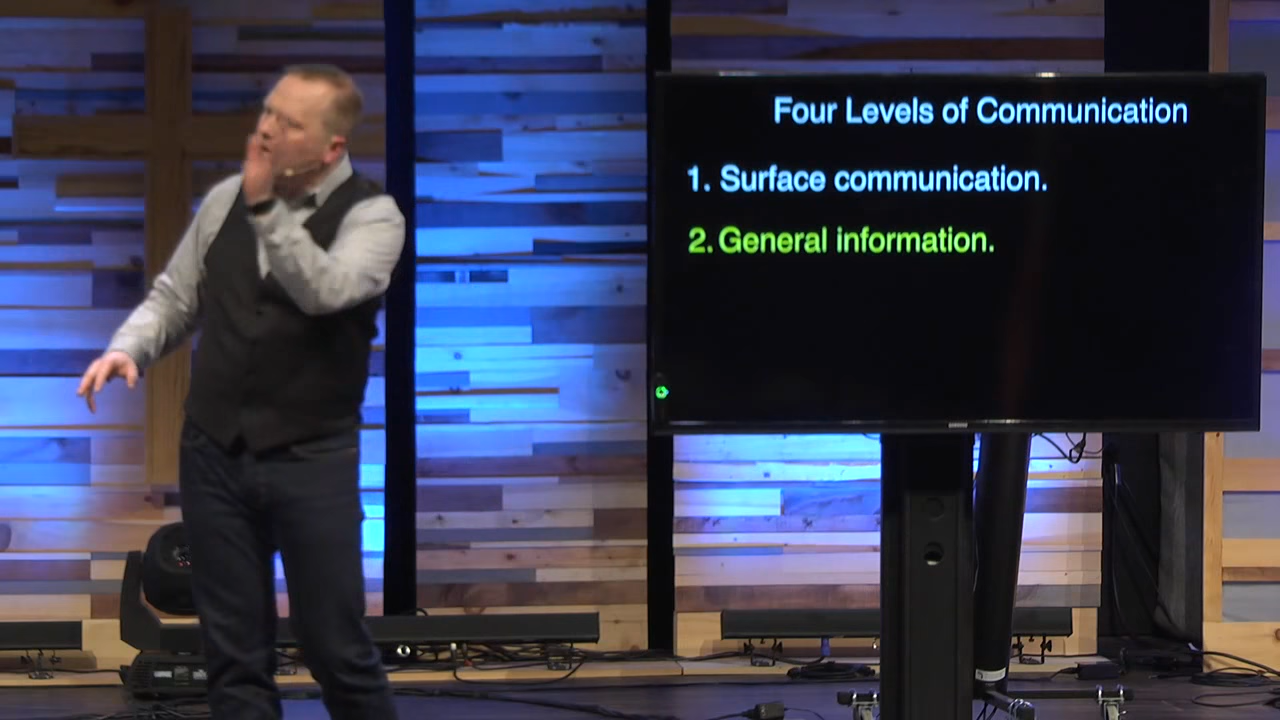 Four Levels of Communication
1. Surface communication.
2. General information.